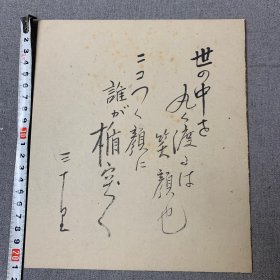 世の中を
丸く渡るは
笑顔也
ニコつく顔に
誰が楯突く